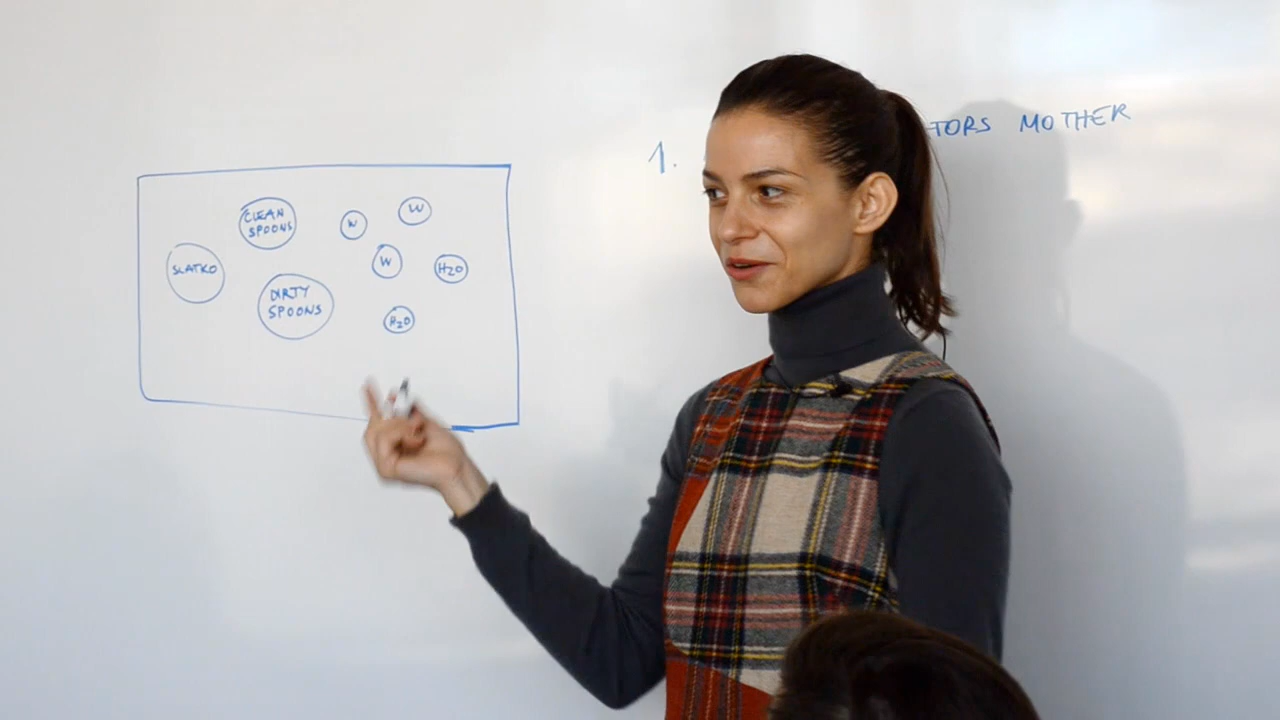 1. TORS MOTHER
CLEAN
SPOONS
W
W
SLATKO
W
H2O
DIRTY
SPOONS
H2O